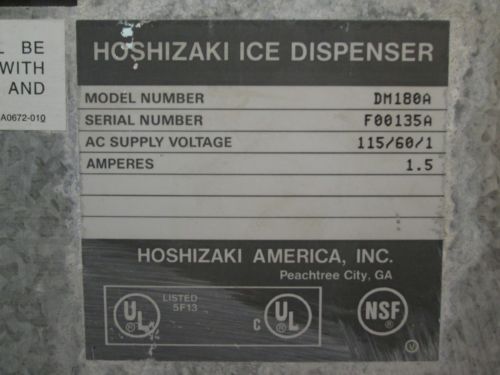 L BE
WITH
AND
A0672-010
HOSHIZAKI ICE DISPENSER
MODEL NUMBER DM180A
SERIAL NUMBER F00135A
AC SUPPLY VOLTAGE 115/60/1
AMPERES 1.5
HOSHIZAKI AMERICA, INC.
Peachtree City, GA
UL LISTED 5F13
C UL
NSF